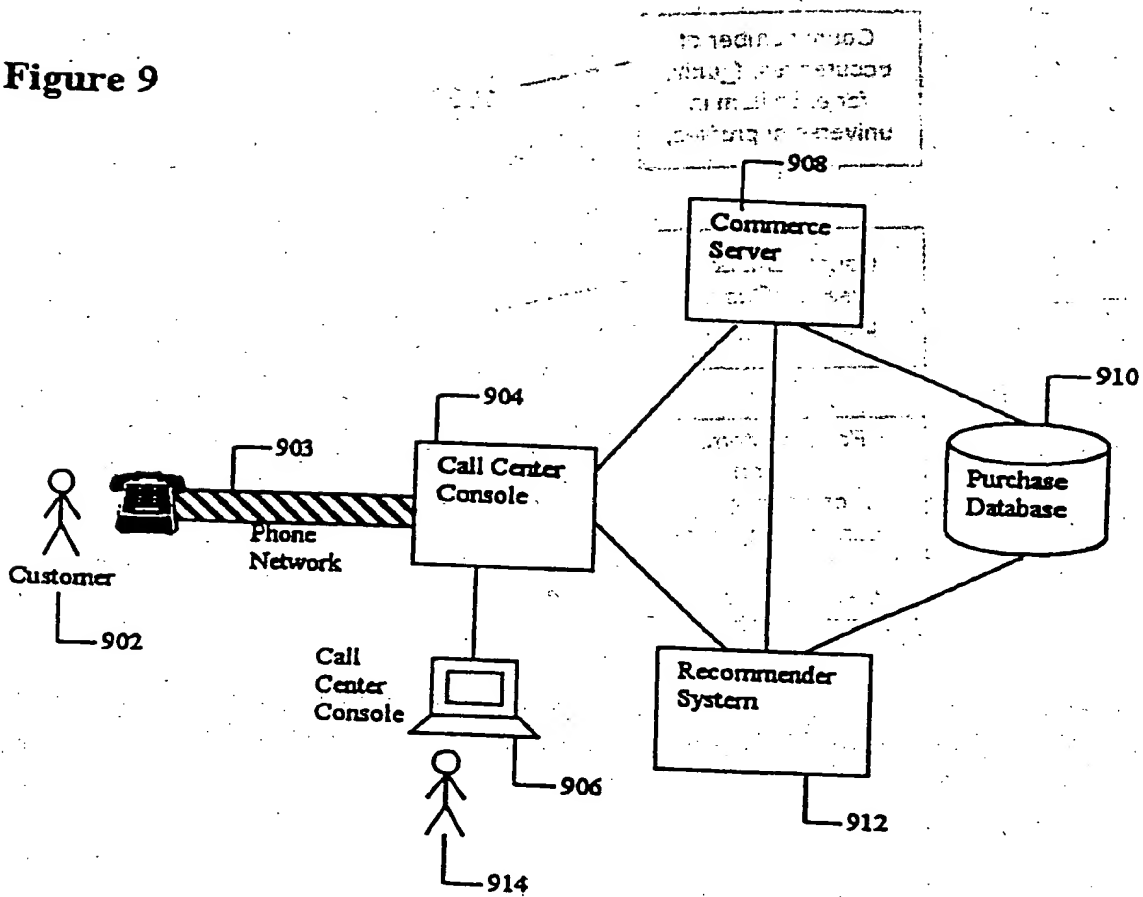 Figure 9
908
Commerce
Server
910
904
903
Call Center
Console
Purchase
Database
Phone
Network
Customer
902
Call
Center
Console
Recommender
System
906
912
914